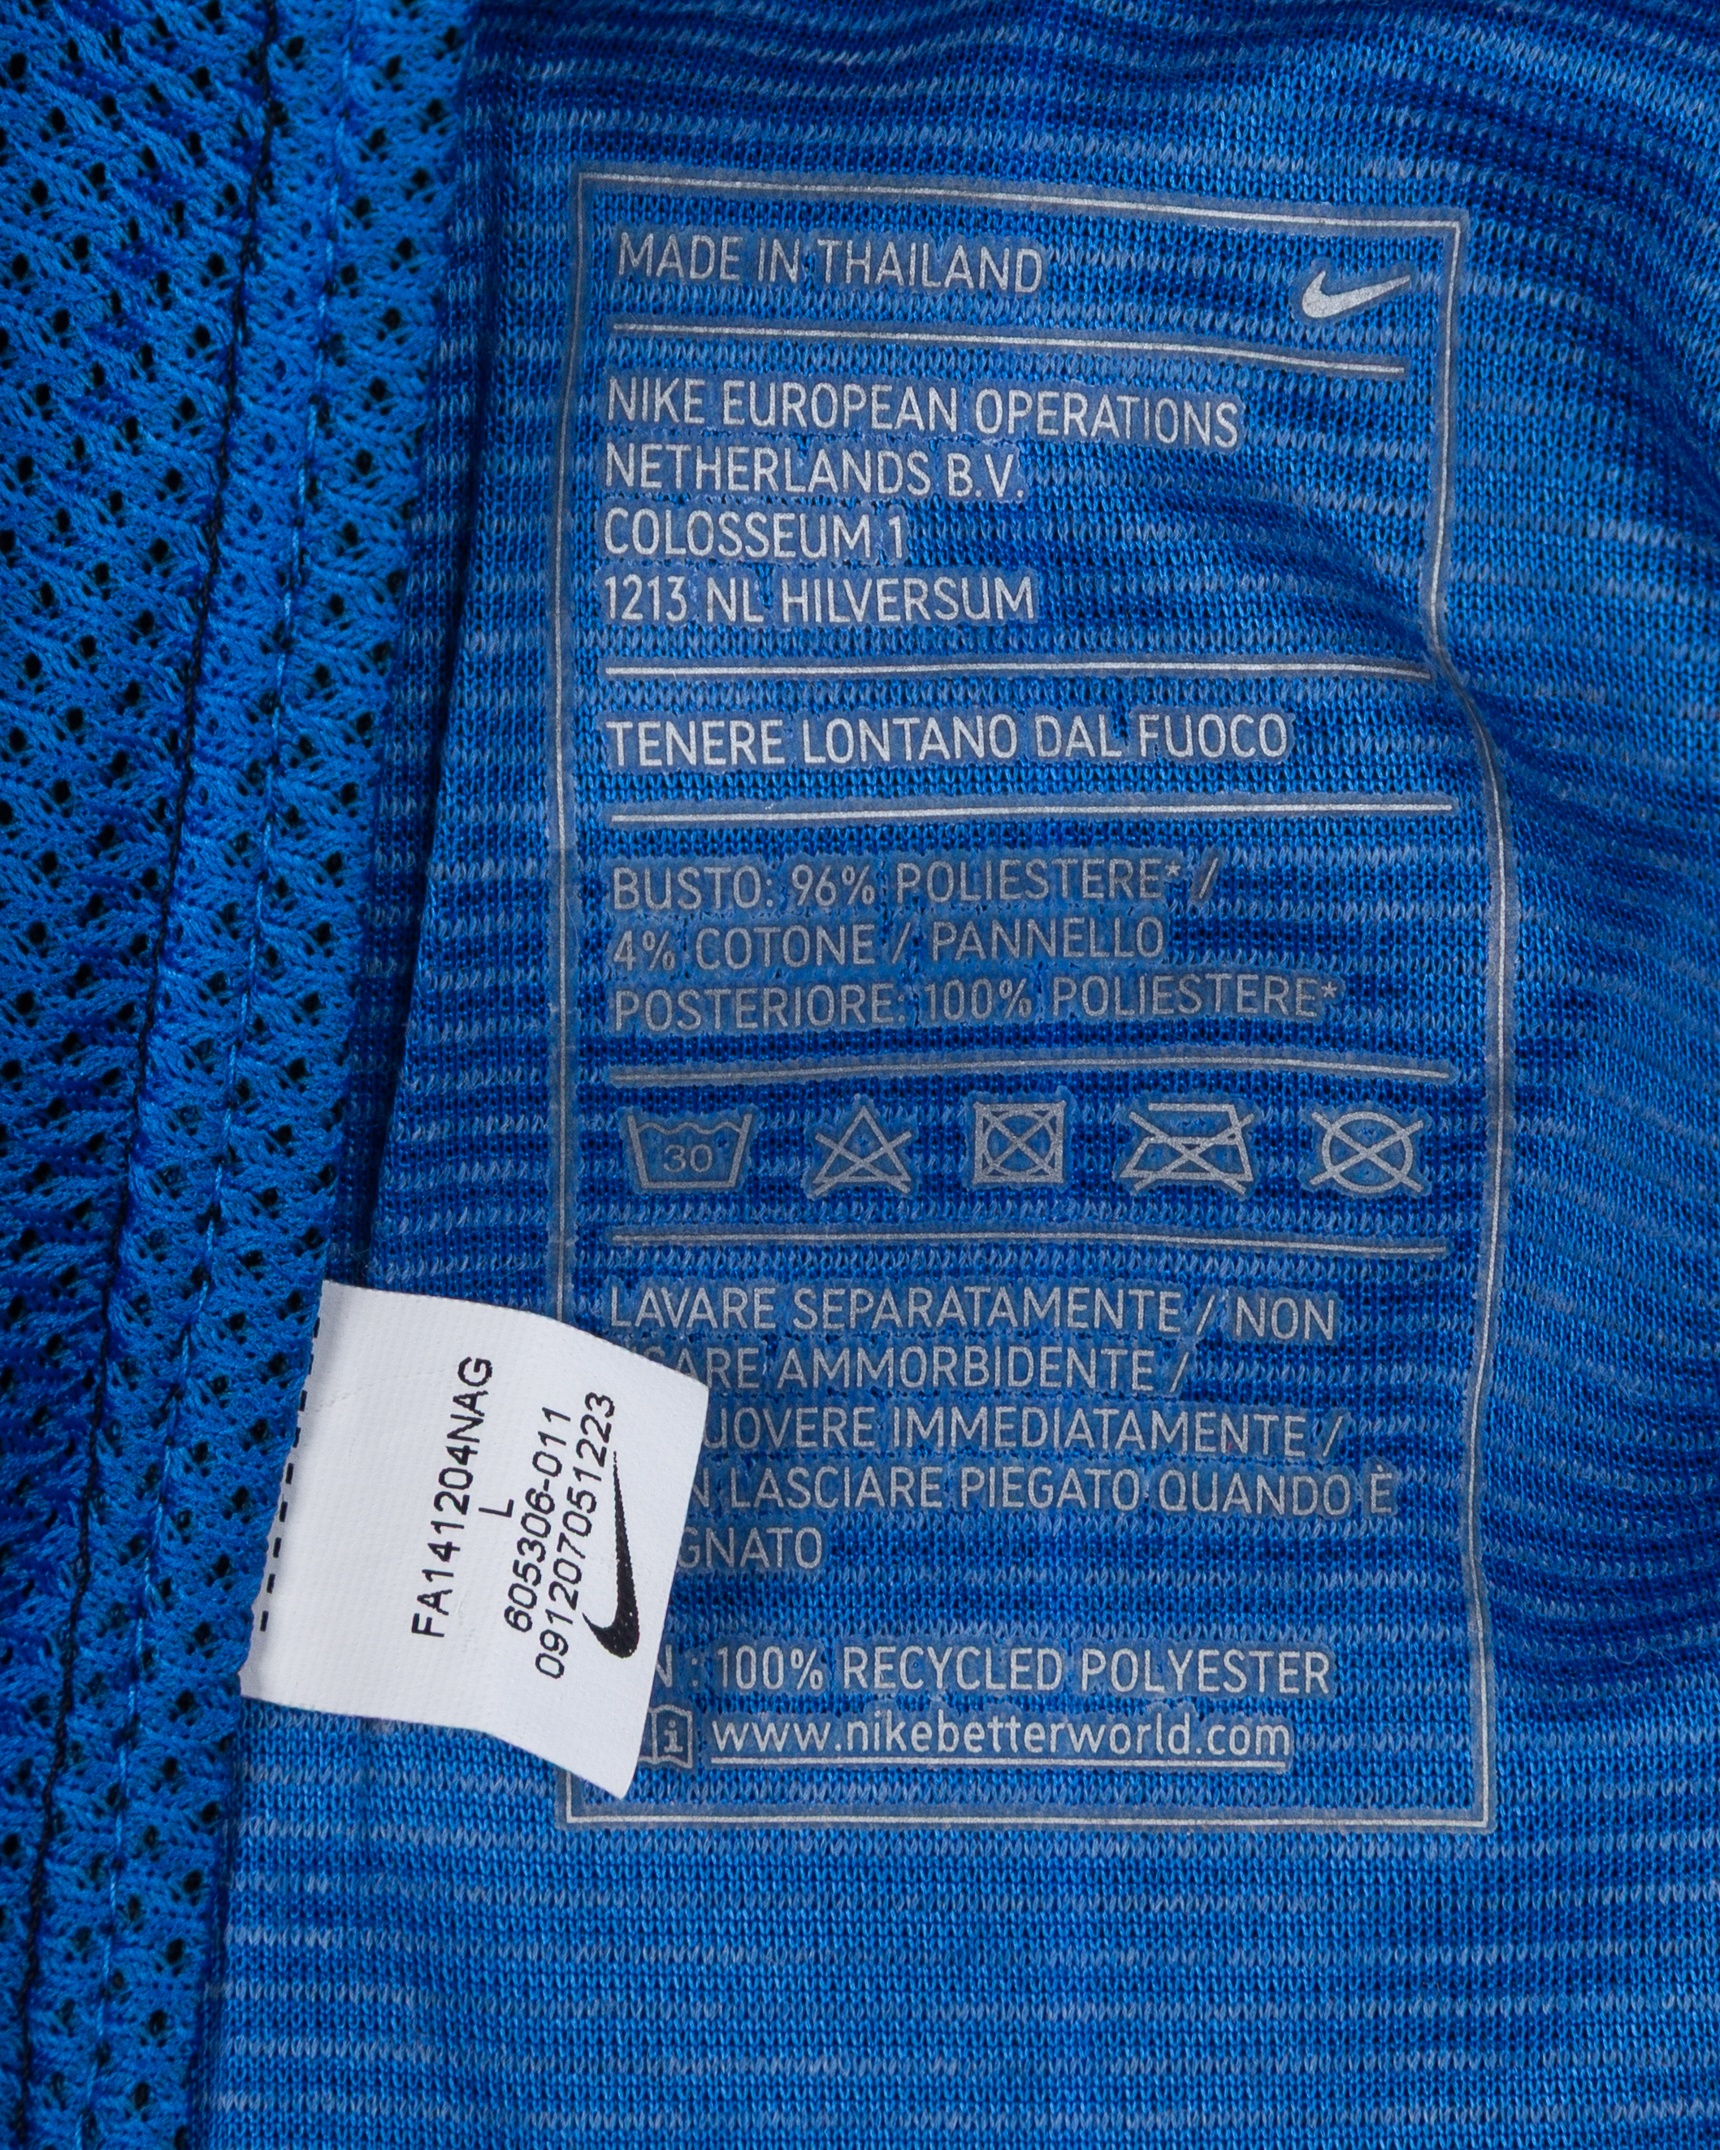 MADE IN THAILAND
NIKE EUROPEAN OPERATIONS
NETHERLANDS B.V.
COLOSSEUM 1
1213 NL HILVERSUM
TENERE LONTANO DAL FUOCO
BUSTO: 96% POLIESTERE* /
4% COTONE / PANNELLO
POSTERIORE: 100% POLIESTERE*
30
LAVARE SEPARATAMENTE / NON
AMMORBIDENTE /
IMMEDIATAMENTE /
LASCIARE PIEGATO QUANDO È
: 100% RECYCLED POLYESTER
i www.nikebetterworld.com
FA141204NAG
L
605306-011
091207051223